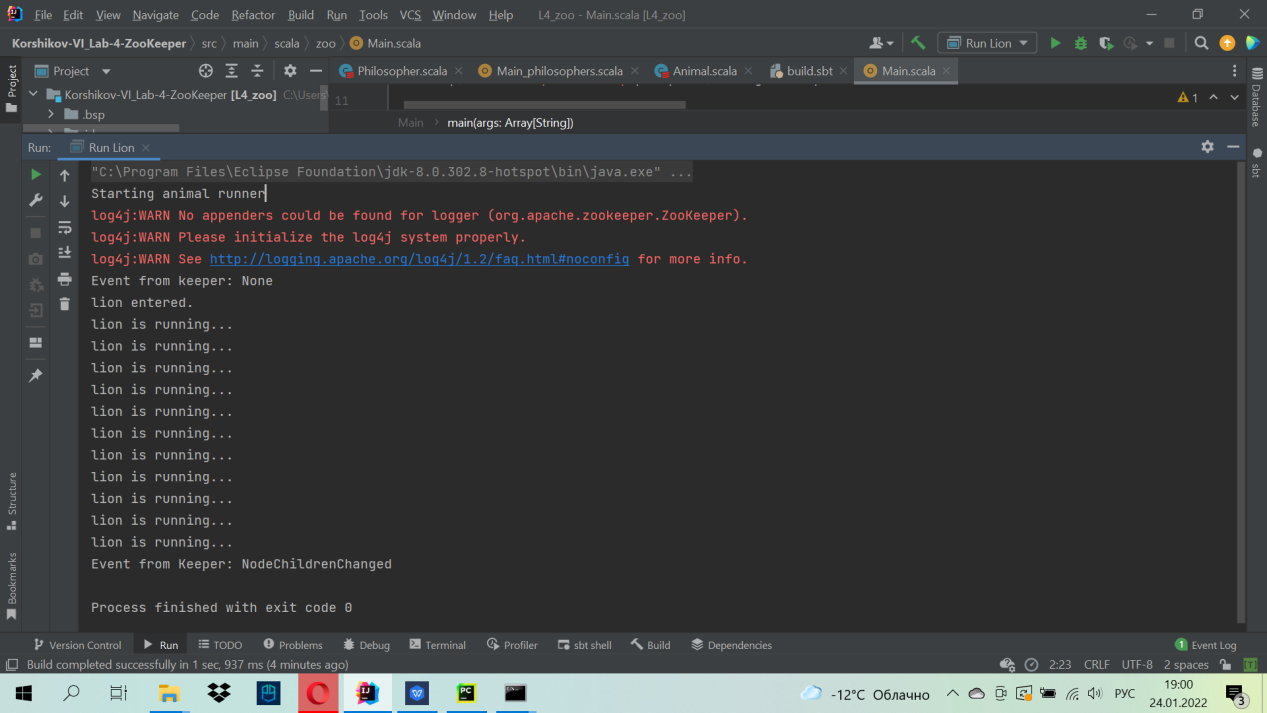 File Edit View Navigate Code Refactor Build Run Tools VCS Window Help L4_zoo - Main.scala [L4_zoo]
Korshikov-VI_Lab-4-ZooKeeper src main scala zoo Main.scala Run Lion
Project Project Philosopher.scala Main_philosophers.scala Animal.scala build.sbt Main.scala
Korshikov-VI_Lab-4-ZooKeeper [L4_zoo] C:\Users 11 1
.bsp Main main(args: Array[String])
Database
Run: Run Lion
sbt
"C:\Program Files\Eclipse Foundation\jdk-8.0.302.8-hotspot\bin\java.exe" ...
Starting animal runner
log4j:WARN No appenders could be found for logger (org.apache.zookeeper.ZooKeeper).
log4j:WARN Please initialize the log4j system properly.
log4j:WARN See http://logging.apache.org/log4j/1.2/faq.html#noconfig for more info.
Event from keeper: None
lion entered.
lion is running...
lion is running...
lion is running...
lion is running...
lion is running...
lion is running...
lion is running...
lion is running...
lion is running...
lion is running...
lion is running...
Event from Keeper: NodeChildrenChanged
Process finished with exit code 0
Structure
Bookmarks
Version Control Run TODO Problems Debug Terminal Profiler sbt shell Build Dependencies 1 Event Log
Build completed successfully in 1 sec, 937 ms (4 minutes ago) 2:23 CRLF UTF-8 2 spaces
-12°C Облачно РУС 19:00
24.01.2022 3